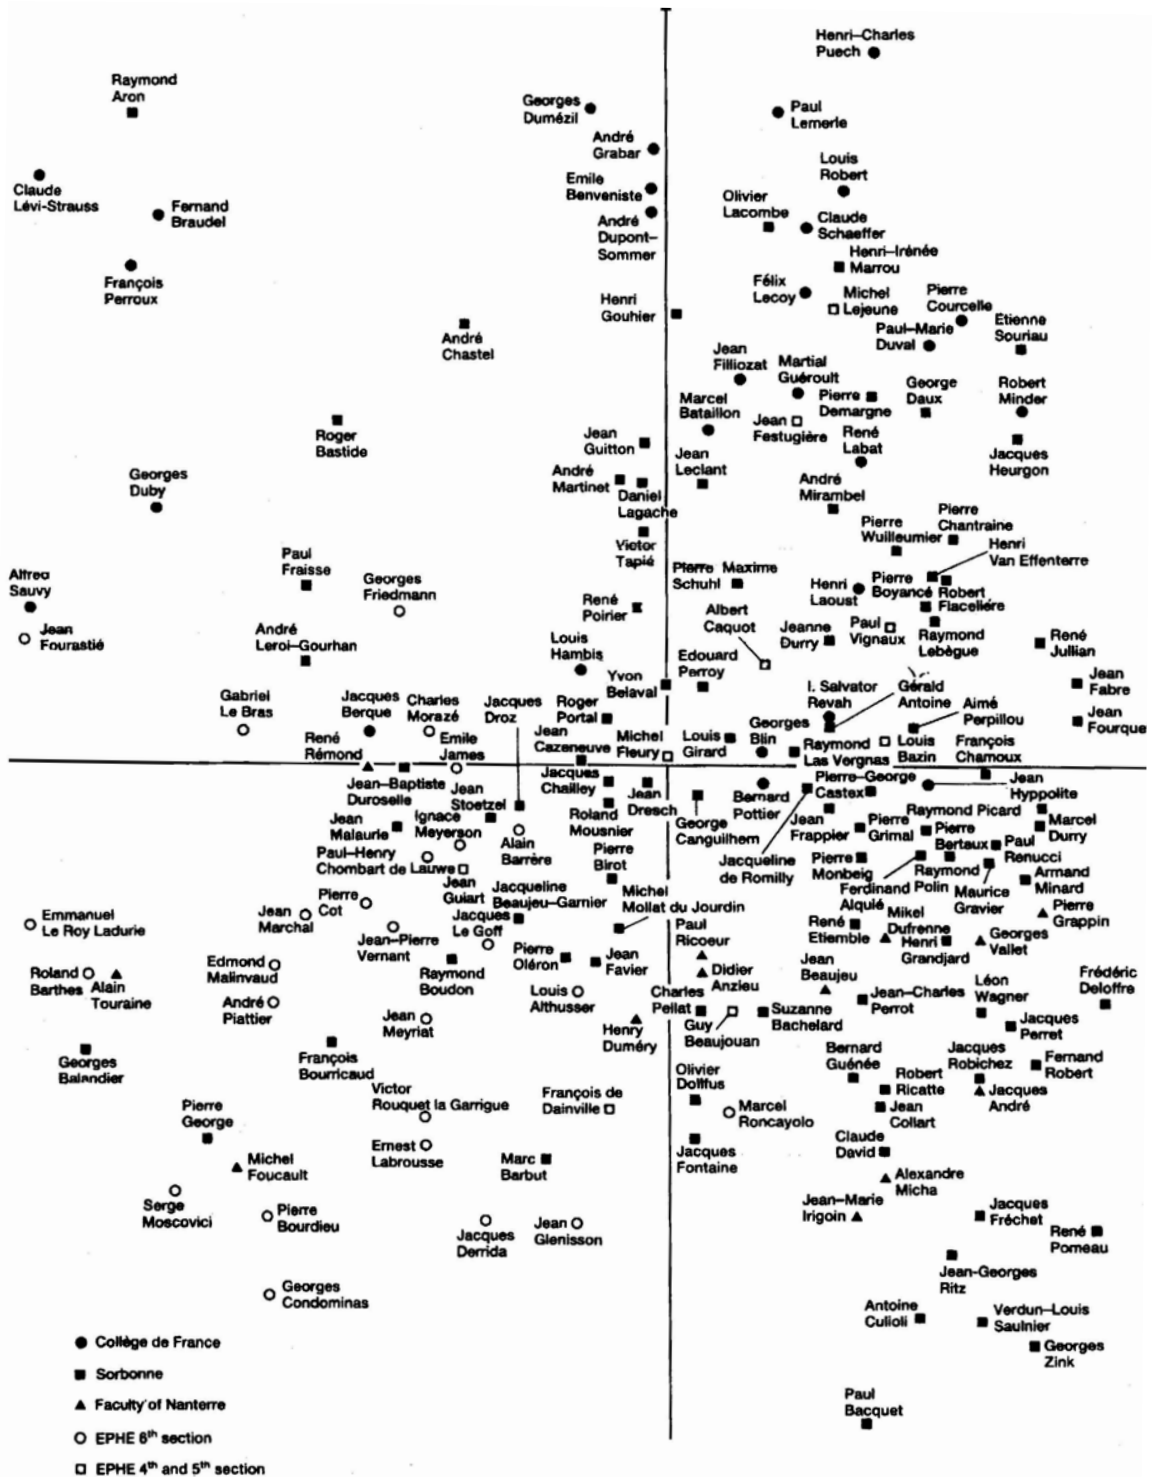 Henri–Charles
Puech
Raymond
Aron
Georges
Dumézil
Paul
Lemerle
André
Grabar
Louis
Robert
Claude
Lévi-Strauss
Emile
Benveniste
Olivier
Lacombe
Fernand
Braudel
André
Dupont–
Sommer
Claude
Schaeffer
Henri–Irénée
Marrou
François
Perroux
Félix
Lecoy
Michel
Lejeune
Pierre
Courcelle
Henri
Gouhier
Paul–Marie
Duval
Etienne
Souriau
André
Chastel
Jean
Filliozat
Martial
Guéroult
George
Daux
Robert
Minder
Marcel
Bataillon
Pierre
Demargne
Jean
Festugière
Roger
Bastide
Jean
Guitton
René
Labat
Jacques
Heurgon
Georges
Duby
André
Martinet
Daniel
Lagache
Jean
Leclant
André
Mirambel
Pierre
Wuilleumier
Pierre
Chantraine
Victor
Tapié
Henri
Van Effenterre
Paul
Fraisse
Georges
Friedmann
Pierre Maxime
Schuhl
Henri
Laoust
Pierre
Boyancé
Robert
Flaceliére
Alfred
Sauvy
René
Poirier
Albert
Caquot
Jeanne
Durry
Paul
Vignaux
Raymond
Lebègue
Jean
Fourastié
André
Leroi–Gourhan
Louis
Hambis
Edouard
Perroy
René
Jullian
Yvon
Belaval
I. Salvator
Revah
Gérald
Antoine
Jean
Fabre
Gabriel
Le Bras
Jacques
Berque
Charles
Morazé
Jacques
Droz
Roger
Portal
Aimé
Perpillou
Jean
Fourque
René
Rémond
Emile
James
Jean
Cazeneuve
Michel
Fleury
Louis
Girard
Georges
Blin
Raymond
Las Vergnas
Louis
Bazin
François
Chamoux
Jean–Baptiste
Duroselle
Jean
Stoetzel
Jacques
Chailley
Jean
Dresch
Bernard
Pottier
Pierre–George
Castex
Jean
Hyppolite
Jean
Malaurie
Ignace
Meyerson
Roland
Mousnier
George
Canguilhem
Jean
Frappier
Raymond Picard
Pierre
Grimal
Marcel
Durry
Paul–Henry
Chombart de Lauwe
Alain
Barrère
Pierre
Birot
Jacqueline
de Romilly
Pierre
Monbeig
Pierre
Bertaux
Paul
Renucci
Raymond
Polin
Armand
Minard
Jean
Guiart
Jacqueline
Beaujeu–Garnier
Michel
Mollat du Jourdin
Ferdinand
Alquié
Maurice
Gravier
Pierre
Grappin
Emmanuel
Le Roy Ladurie
Jean
Marchal
Pierre
Cot
Jacques
Le Goff
Paul
Ricoeur
René
Etiemble
Mikel
Dufrenne
Henri
Grandjard
Georges
Vallet
Jean–Pierre
Vernant
Pierre
Oléron
Jean
Favier
Jean
Beaujeu
Roland
Barthes
Alain
Touraine
Edmond
Malinvaud
Raymond
Boudon
Didier
Anzieu
Léon
Wagner
Frédéric
Deloffre
André
Piattier
Louis
Althusser
Charles
Pellat
Jean–Charles
Perrot
Jean
Meyriat
Henry
Duméry
Guy
Beaujouan
Suzanne
Bachelard
Jacques
Perret
Georges
Balandier
François
Bourricaud
Bernard
Guénée
Jacques
Robichez
Fernand
Robert
Victor
Rouquet la Garrigue
François de
Dainville
Olivier
Dollfus
Robert
Ricatte
Jacques
André
Pierre
George
Marcel
Roncayolo
Jean
Collart
Ernest
Labrousse
Marc
Barbut
Jacques
Fontaine
Claude
David
Michel
Foucault
Alexandre
Micha
Serge
Moscovici
Pierre
Bourdieu
Jacques
Derrida
Jean
Glenisson
Jean–Marie
Irigoin
Jacques
Fréchet
René
Pomeau
Georges
Condominas
Jean-Georges
Ritz
Antoine
Culioli
Verdun–Louis
Saulnier
Georges
Zink
Collège de France
Sorbonne
Faculty of Nanterre
EPHE 6th section
EPHE 4th and 5th section
Paul
Bacquet